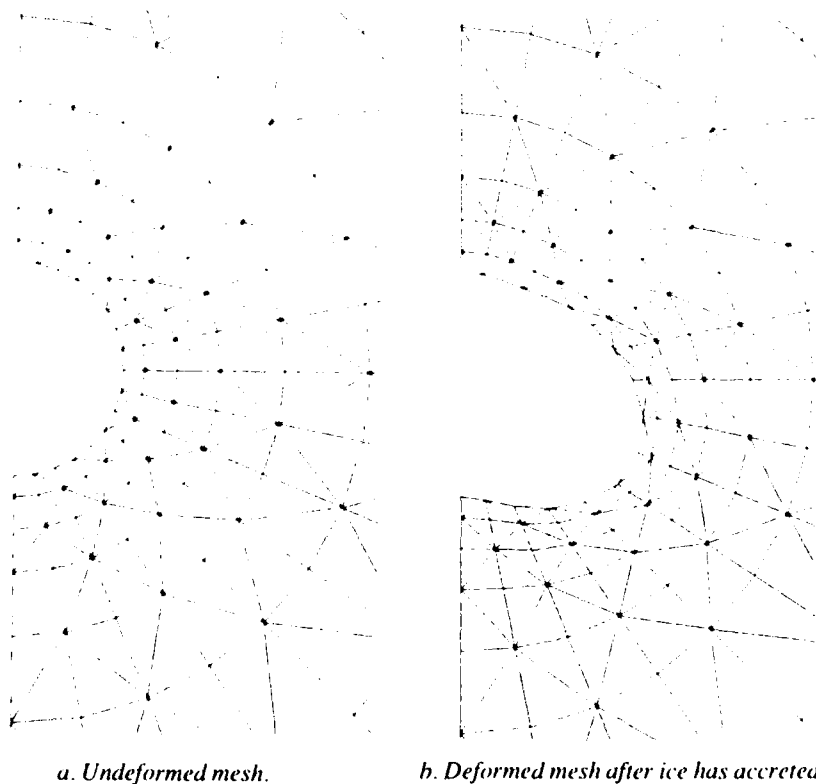 a. Undeformed mesh.
b. Deformed mesh after ice has accreted